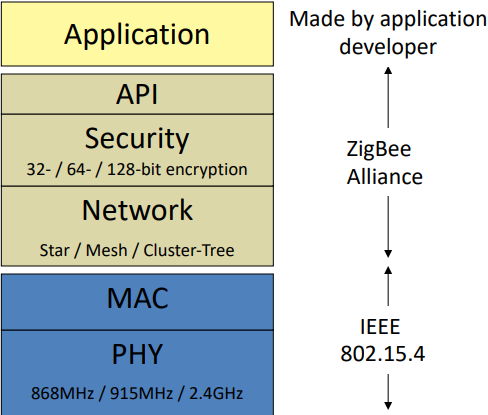 Application
Made by application
developer
API
Security
32- / 64- / 128-bit encryption
ZigBee
Alliance
Network
Star / Mesh / Cluster-Tree
MAC
IEEE
802.15.4
PHY
868MHz / 915MHz / 2.4GHz